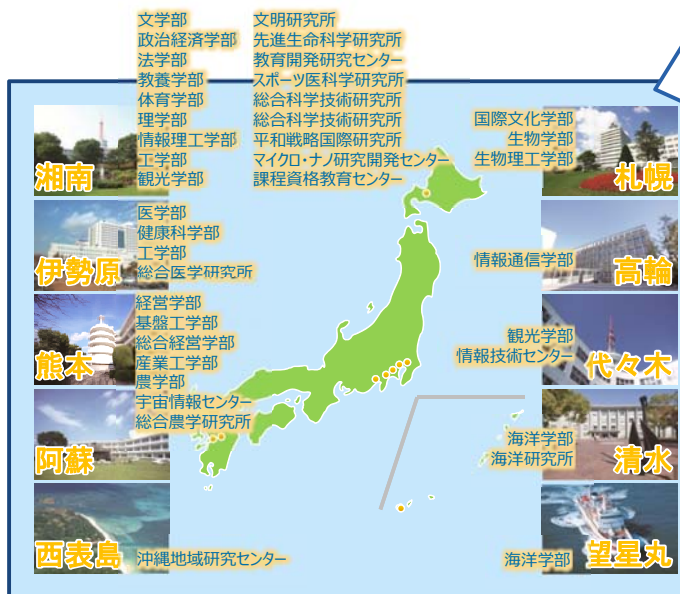 文学部
政治経済学部
法学部
教養学部
体育学部
理学部
情報理工学部
工学部
観光学部
文明研究所
先進生命科学研究所
教育開発研究センター
スポーツ医科学研究所
総合科学技術研究所
総合科学技術研究所
平和戦略国際研究所
マイクロ・ナノ研究開発センター
課程資格教育センター
湘南
医学部
健康科学部
工学部
総合医学研究所
伊勢原
経営学部
基盤工学部
総合経営学部
産業工学部
農学部
宇宙情報センター
総合農学研究所
熊本
阿蘇
西表島
沖縄地域研究センター
国際文化学部
生物学部
生物理工学部
札幌
情報通信学部
高輪
観光学部
情報技術センター
代々木
海洋学部
海洋研究所
清水
海洋学部
望星丸